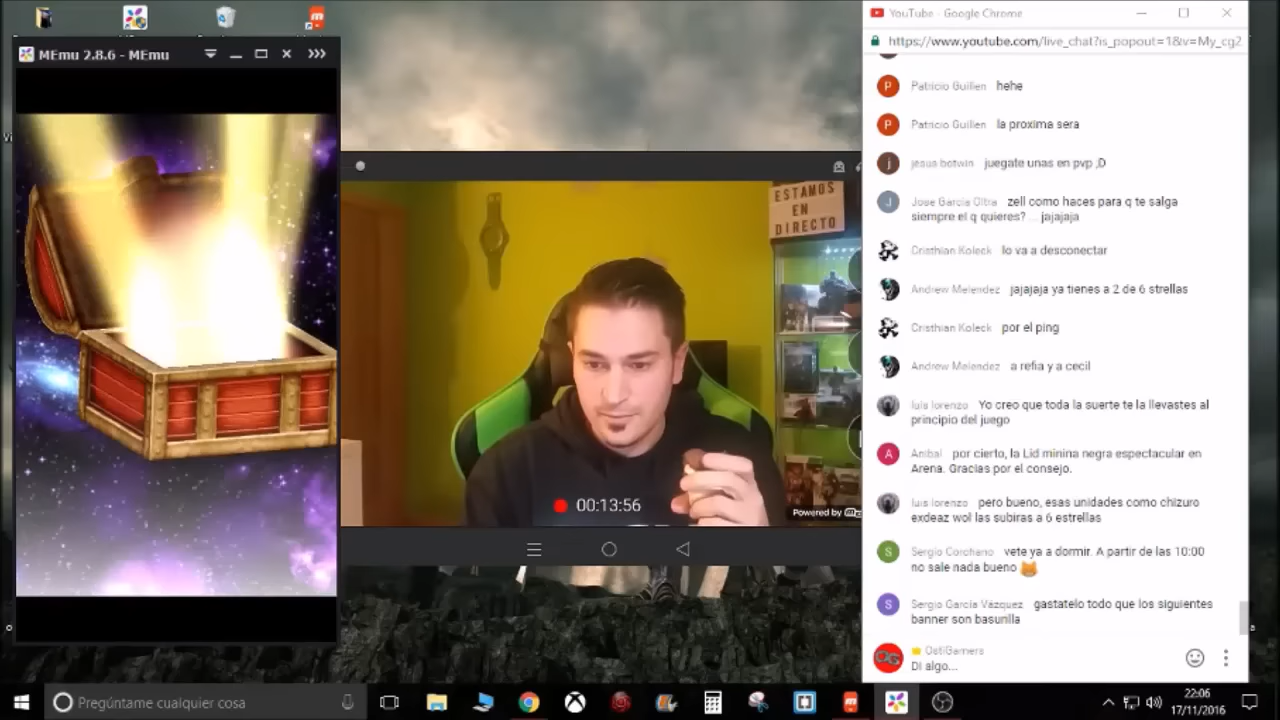 MEmu 2.8.6 - MEmu
YouTube - Google Chrome
https://www.youtube.com/live_chat?is_popout=1&v=My_cg2
Patricio Guillen hehe
Patricio Guillen la proxima sera
jesus botwin juegate unas en pvp ;D
Jose Garcia Oltra zell como haces para q te salga
siempre el q quieres? ... jajajaja
Cristhian Koleck lo va a desconectar
Andrew Melendez jajajaja ya tienes a 2 de 6 strellas
Cristhian Koleck por el ping
Andrew Melendez a refia y a cecil
luis lorenzo Yo creo que toda la suerte te la llevastes al
principio del juego
Anibal por cierto, la Lid minina negra espectacular en
Arena. Gracias por el consejo.
luis lorenzo pero bueno, esas unidades como chizuro
exdeaz wol las subiras a 6 estrellas
Sergio Corchano vete ya a dormir. A partir de las 10:00
no sale nada bueno
Sergio García Vázquez gastatelo todo que los siguientes
banner son basurilla
OstiGamers
Di algo...
ESTAMOS
EN
DIRECTO
00:13:56
Powered by
Pregúntame cualquier cosa
22:06
17/11/2016